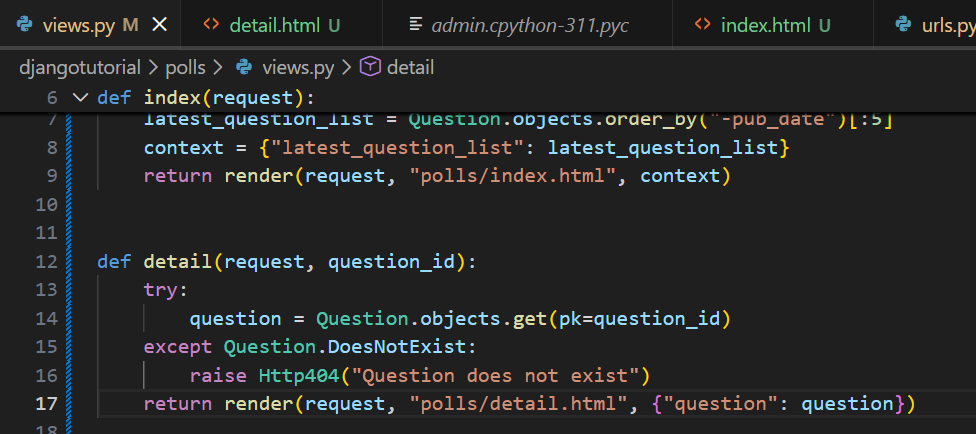 views.py M
detail.html U
admin.cpython-311.pyc
index.html U
urls.py
djangotutorial > polls > views.py > detail
6 def index(request):
7     latest_question_list = Question.objects.order_by("-pub_date")[:5]
8     context = {"latest_question_list": latest_question_list}
9     return render(request, "polls/index.html", context)
10
11
12 def detail(request, question_id):
13     try:
14         question = Question.objects.get(pk=question_id)
15     except Question.DoesNotExist:
16         raise Http404("Question does not exist")
17     return render(request, "polls/detail.html", {"question": question})
18